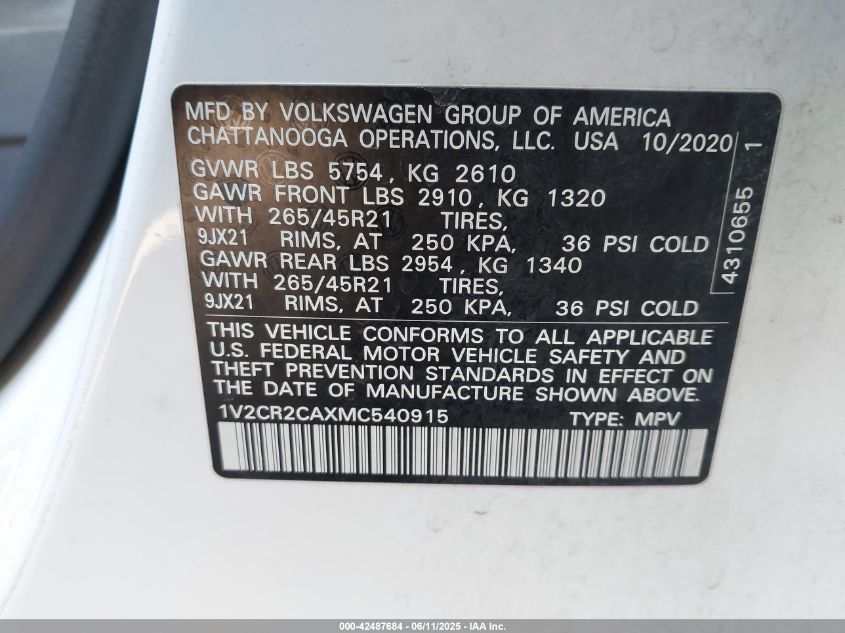 MFD BY VOLKSWAGEN GROUP OF AMERICA
CHATTANOOGA OPERATIONS, LLC. USA 10/2020
GVWR LBS 5754, KG 2610
GAWR FRONT LBS 2910, KG 1320
WITH 265/45R21 TIRES,
9JX21 RIMS, AT 250 KPA, 36 PSI COLD
GAWR REAR LBS 2954, KG 1340
WITH 265/45R21 TIRES,
9JX21 RIMS, AT 250 KPA, 36 PSI COLD
THIS VEHICLE CONFORMS TO ALL APPLICABLE
U.S. FEDERAL MOTOR VEHICLE SAFETY AND
THEFT PREVENTION STANDARDS IN EFFECT ON
THE DATE OF MANUFACTURE SHOWN ABOVE.
1V2CR2CAXMC540915 TYPE: MPV
4310655 1
000-42487684 - 06/11/2025 - IAA Inc.